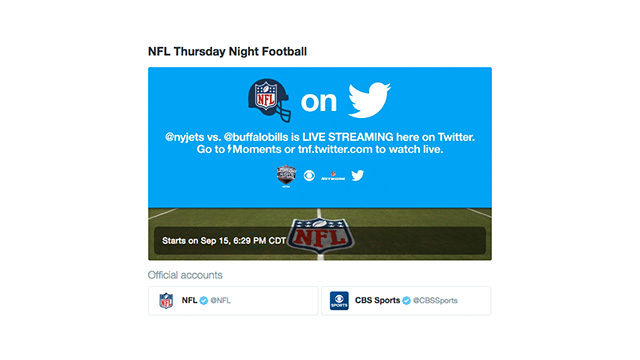 NFL Thursday Night Football
NFL on
@nyjets vs. @buffalobills is LIVE STREAMING here on Twitter.
Go to Moments or tnf.twitter.com to watch live.
NETWORK
NFL
Starts on Sep 15, 6:29 PM CDT
Official accounts
NFL @NFL
SPORTS CBS Sports @CBSSports